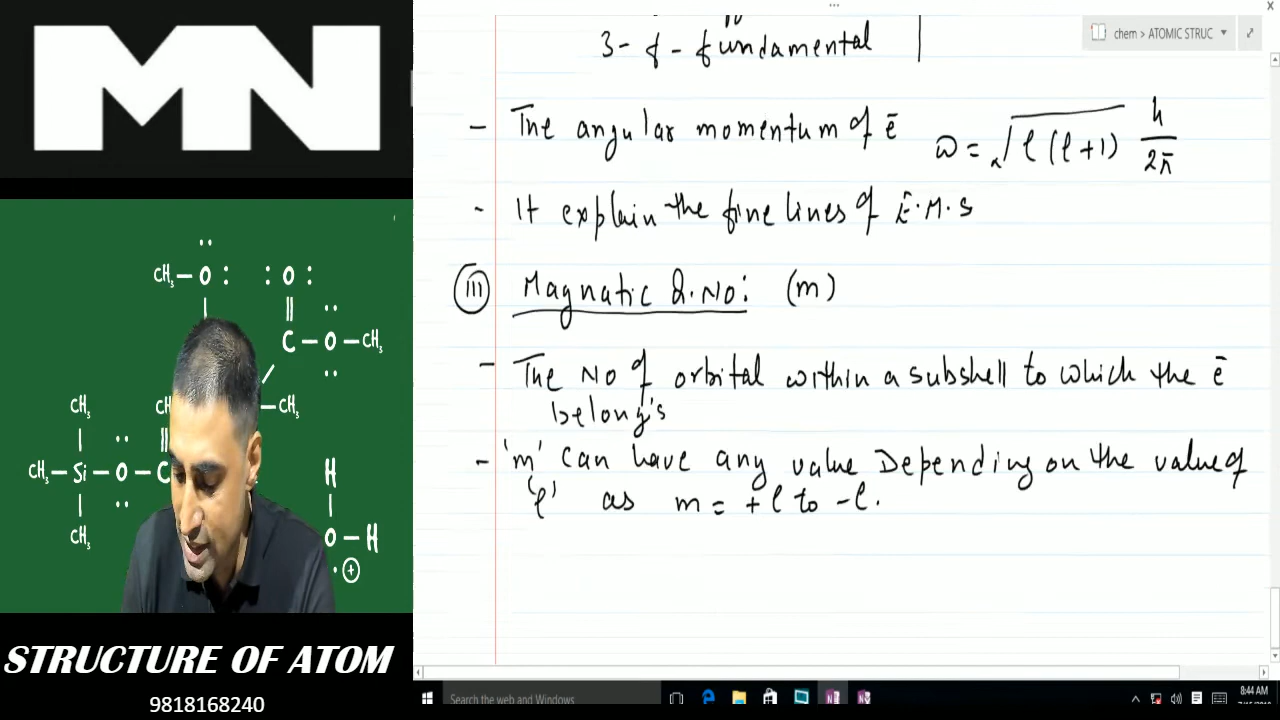 MN
CH₃—O:
:O:
C—O—CH₃
CH₃
CH
—CH₃
CH₃—Si—O—C
H
CH₃
O—H
STRUCTURE OF ATOM
9818168240
chem > ATOMIC STRUC
3- f - fundamental
- The angular momentum of ē ω = √l(l+1) h/2π
- It explain the fine lines of E.M.S
(III) Magnatic Q.No: (m)
- The No of orbital within a subshell to which the ē
belong's
- 'm' can have any value Depending on the value of
'l' as m = +l to -l.
Search the web and Windows
8:44 AM